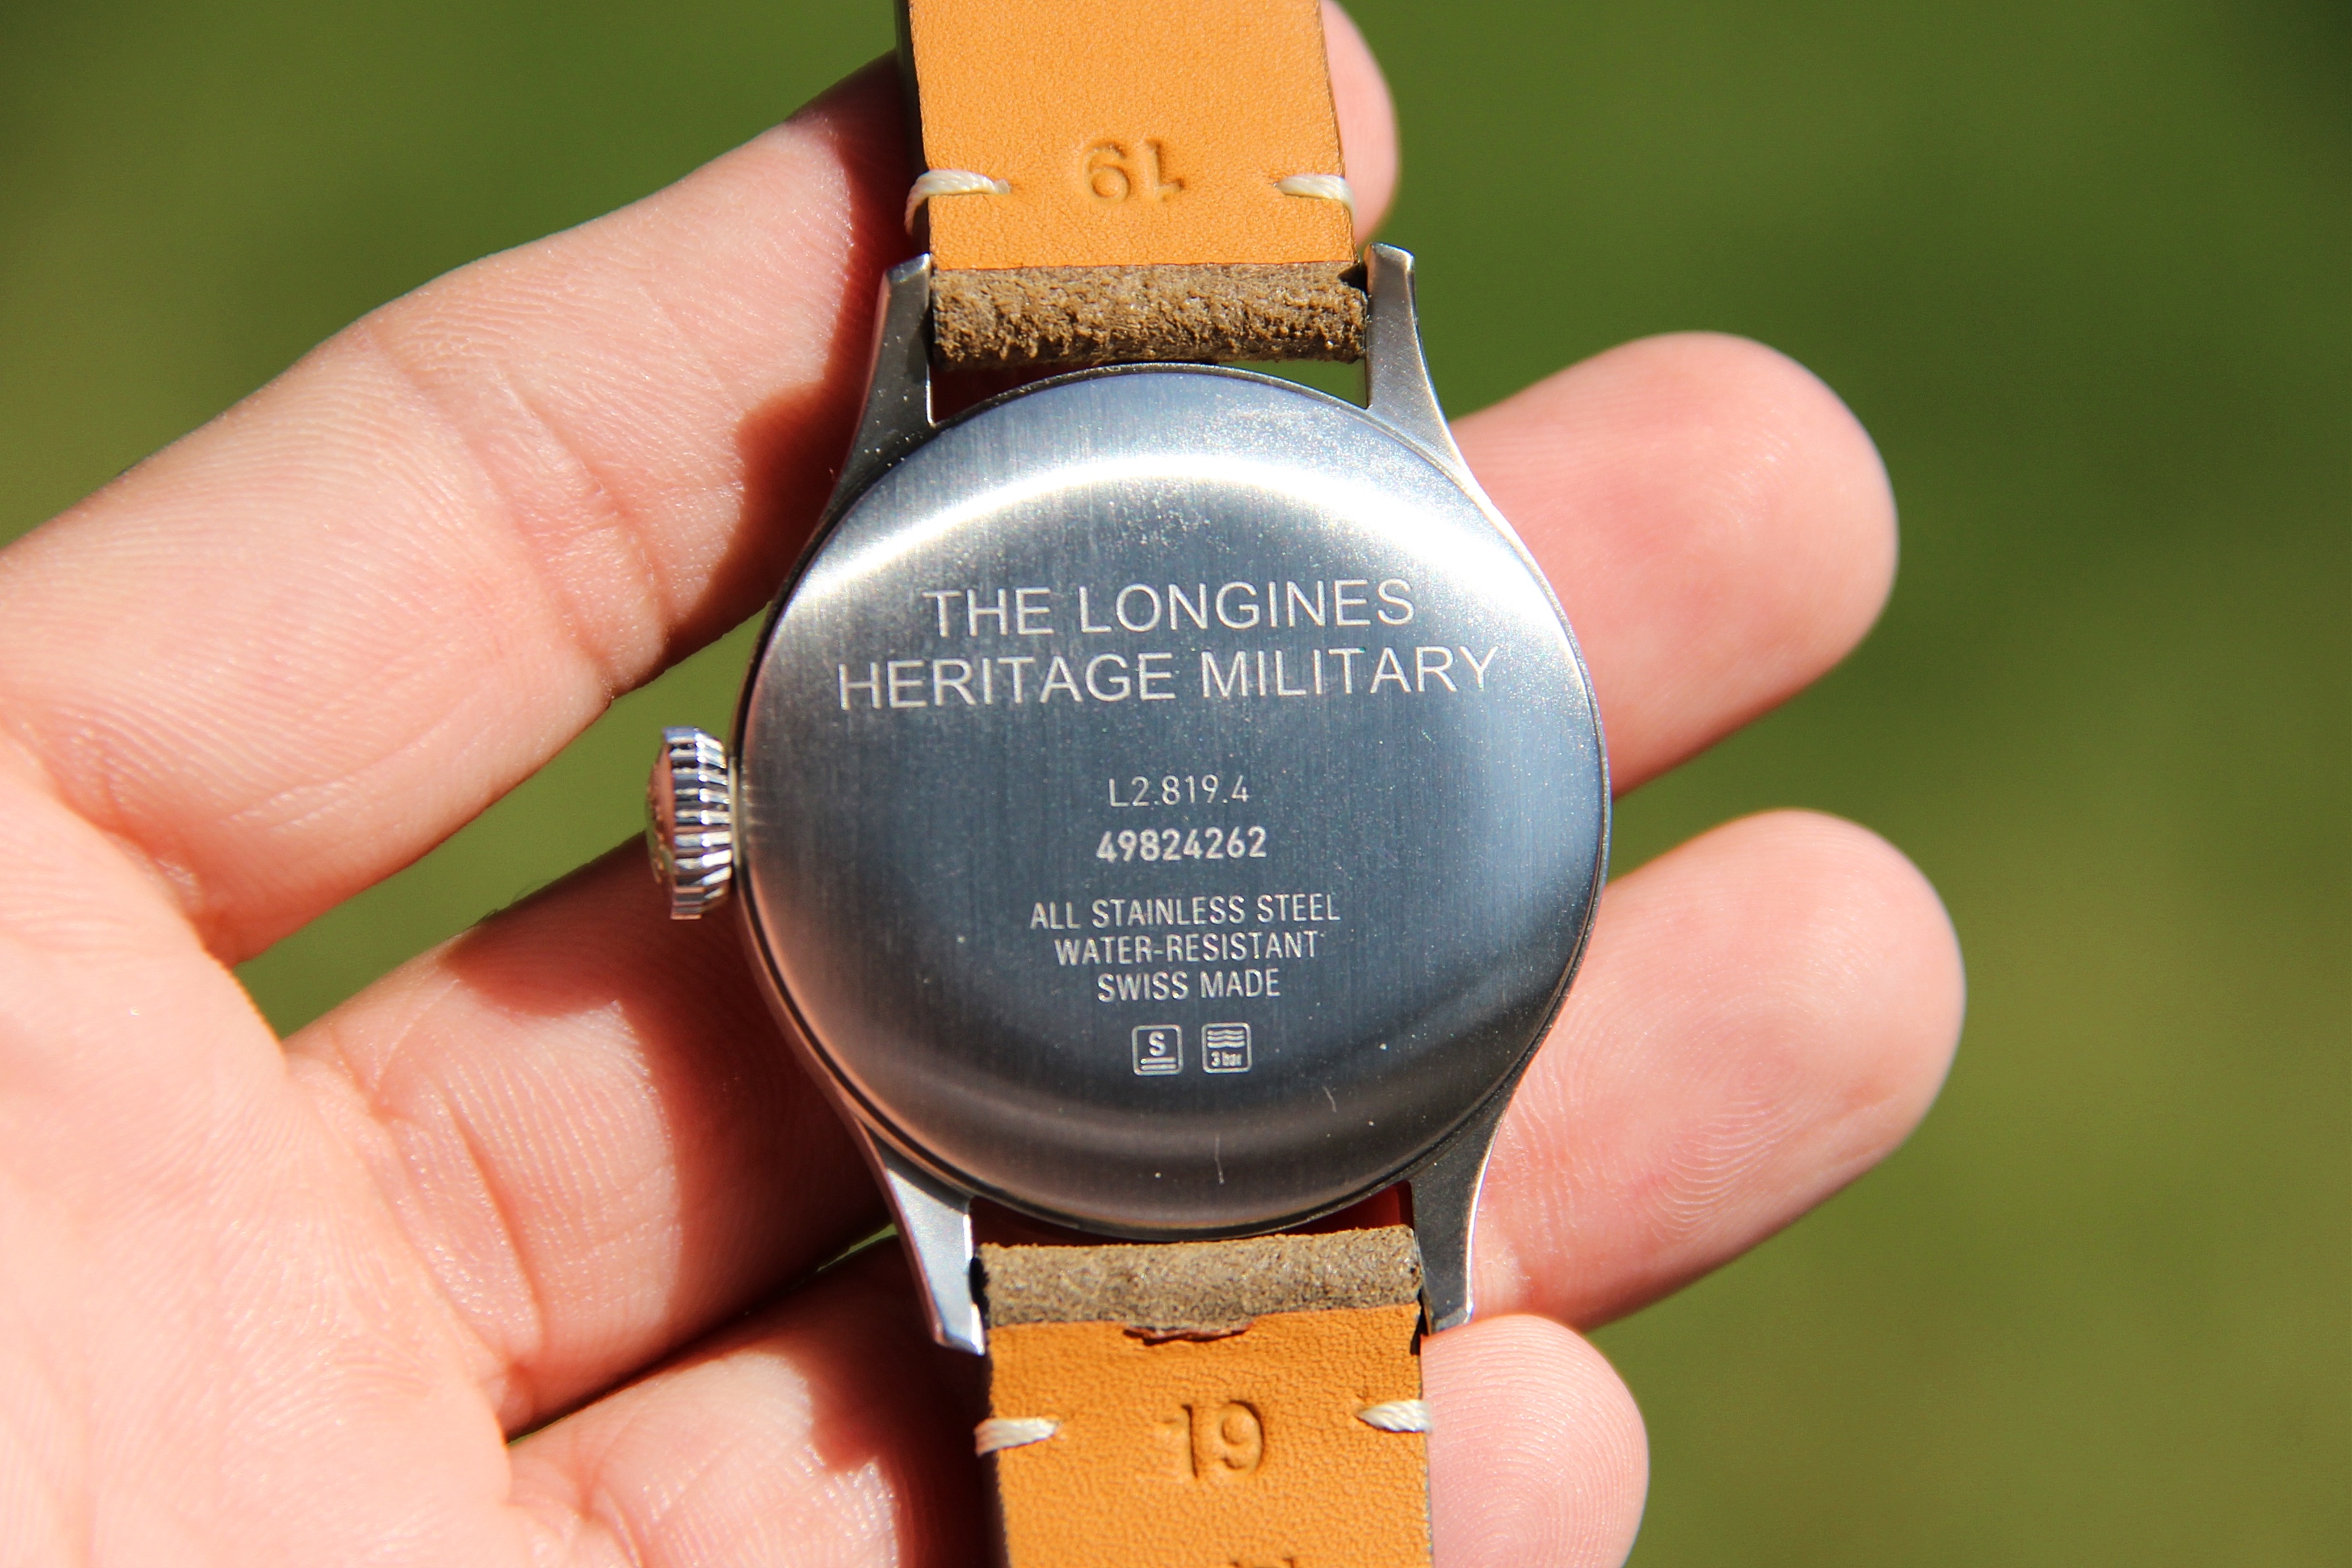 19
THE LONGINES
HERITAGE MILITARY
L2.819.4
49824262
ALL STAINLESS STEEL
WATER-RESISTANT
SWISS MADE
S
3 bar
19